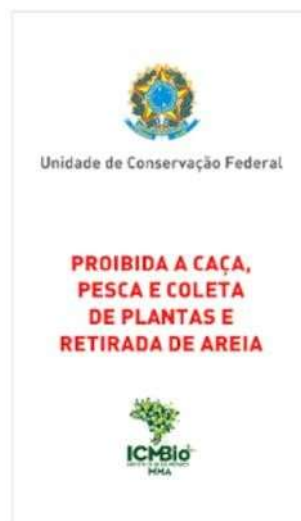 Unidade de Conservação Federal
PROIBIDA A CAÇA,
PESCA E COLETA
DE PLANTAS E
RETIRADA DE AREIA
ICMBio
MMA